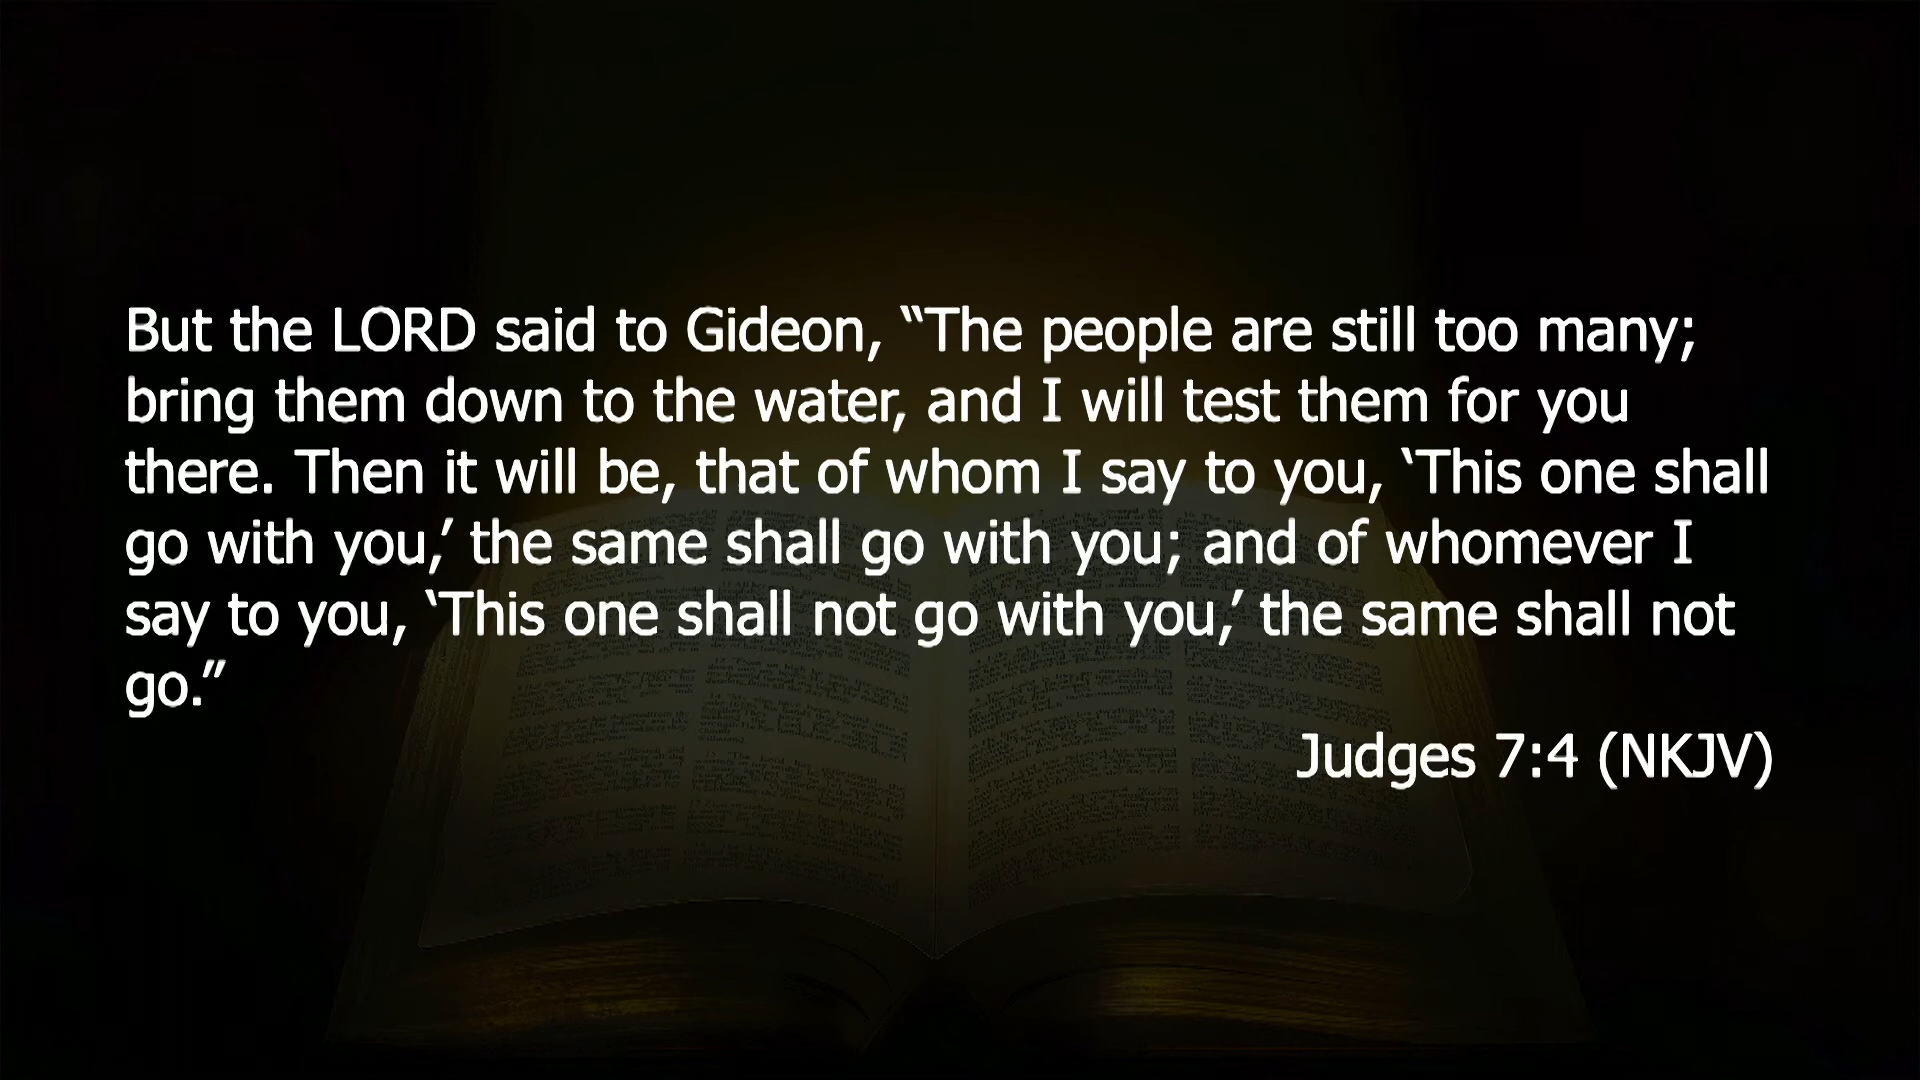 But the LORD said to Gideon, “The people are still too many;
bring them down to the water, and I will test them for you
there. Then it will be, that of whom I say to you, ‘This one shall
go with you,’ the same shall go with you; and of whomever I
say to you, ‘This one shall not go with you,’ the same shall not
go.”
Judges 7:4 (NKJV)